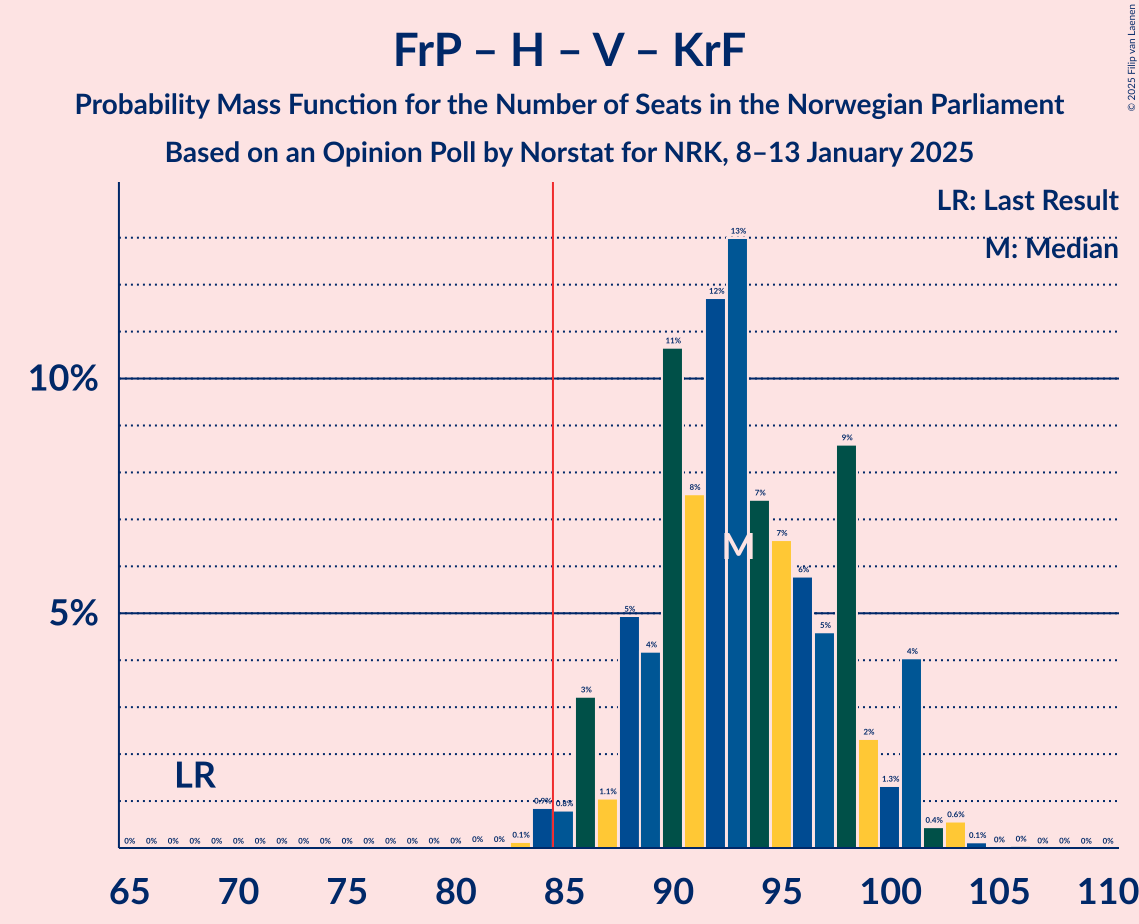 FrP – H – V – KrF
Probability Mass Function for the Number of Seats in the Norwegian Parliament
Based on an Opinion Poll by Norstat for NRK, 8–13 January 2025
© 2025 Filip van Laenen
LR: Last Result
M: Median
10%
5%
LR
M
0% 0% 0% 0% 0% 0% 0% 0% 0% 0% 0% 0% 0% 0% 0% 0% 0% 0% 0.1% 0.9% 0.8% 3% 1.1% 5% 4% 11% 8% 12% 13% 7% 7% 6% 5% 9% 2% 1.3% 4% 0.4% 0.6% 0.1% 0% 0% 0% 0% 0% 0%
65 70 75 80 85 90 95 100 105 110